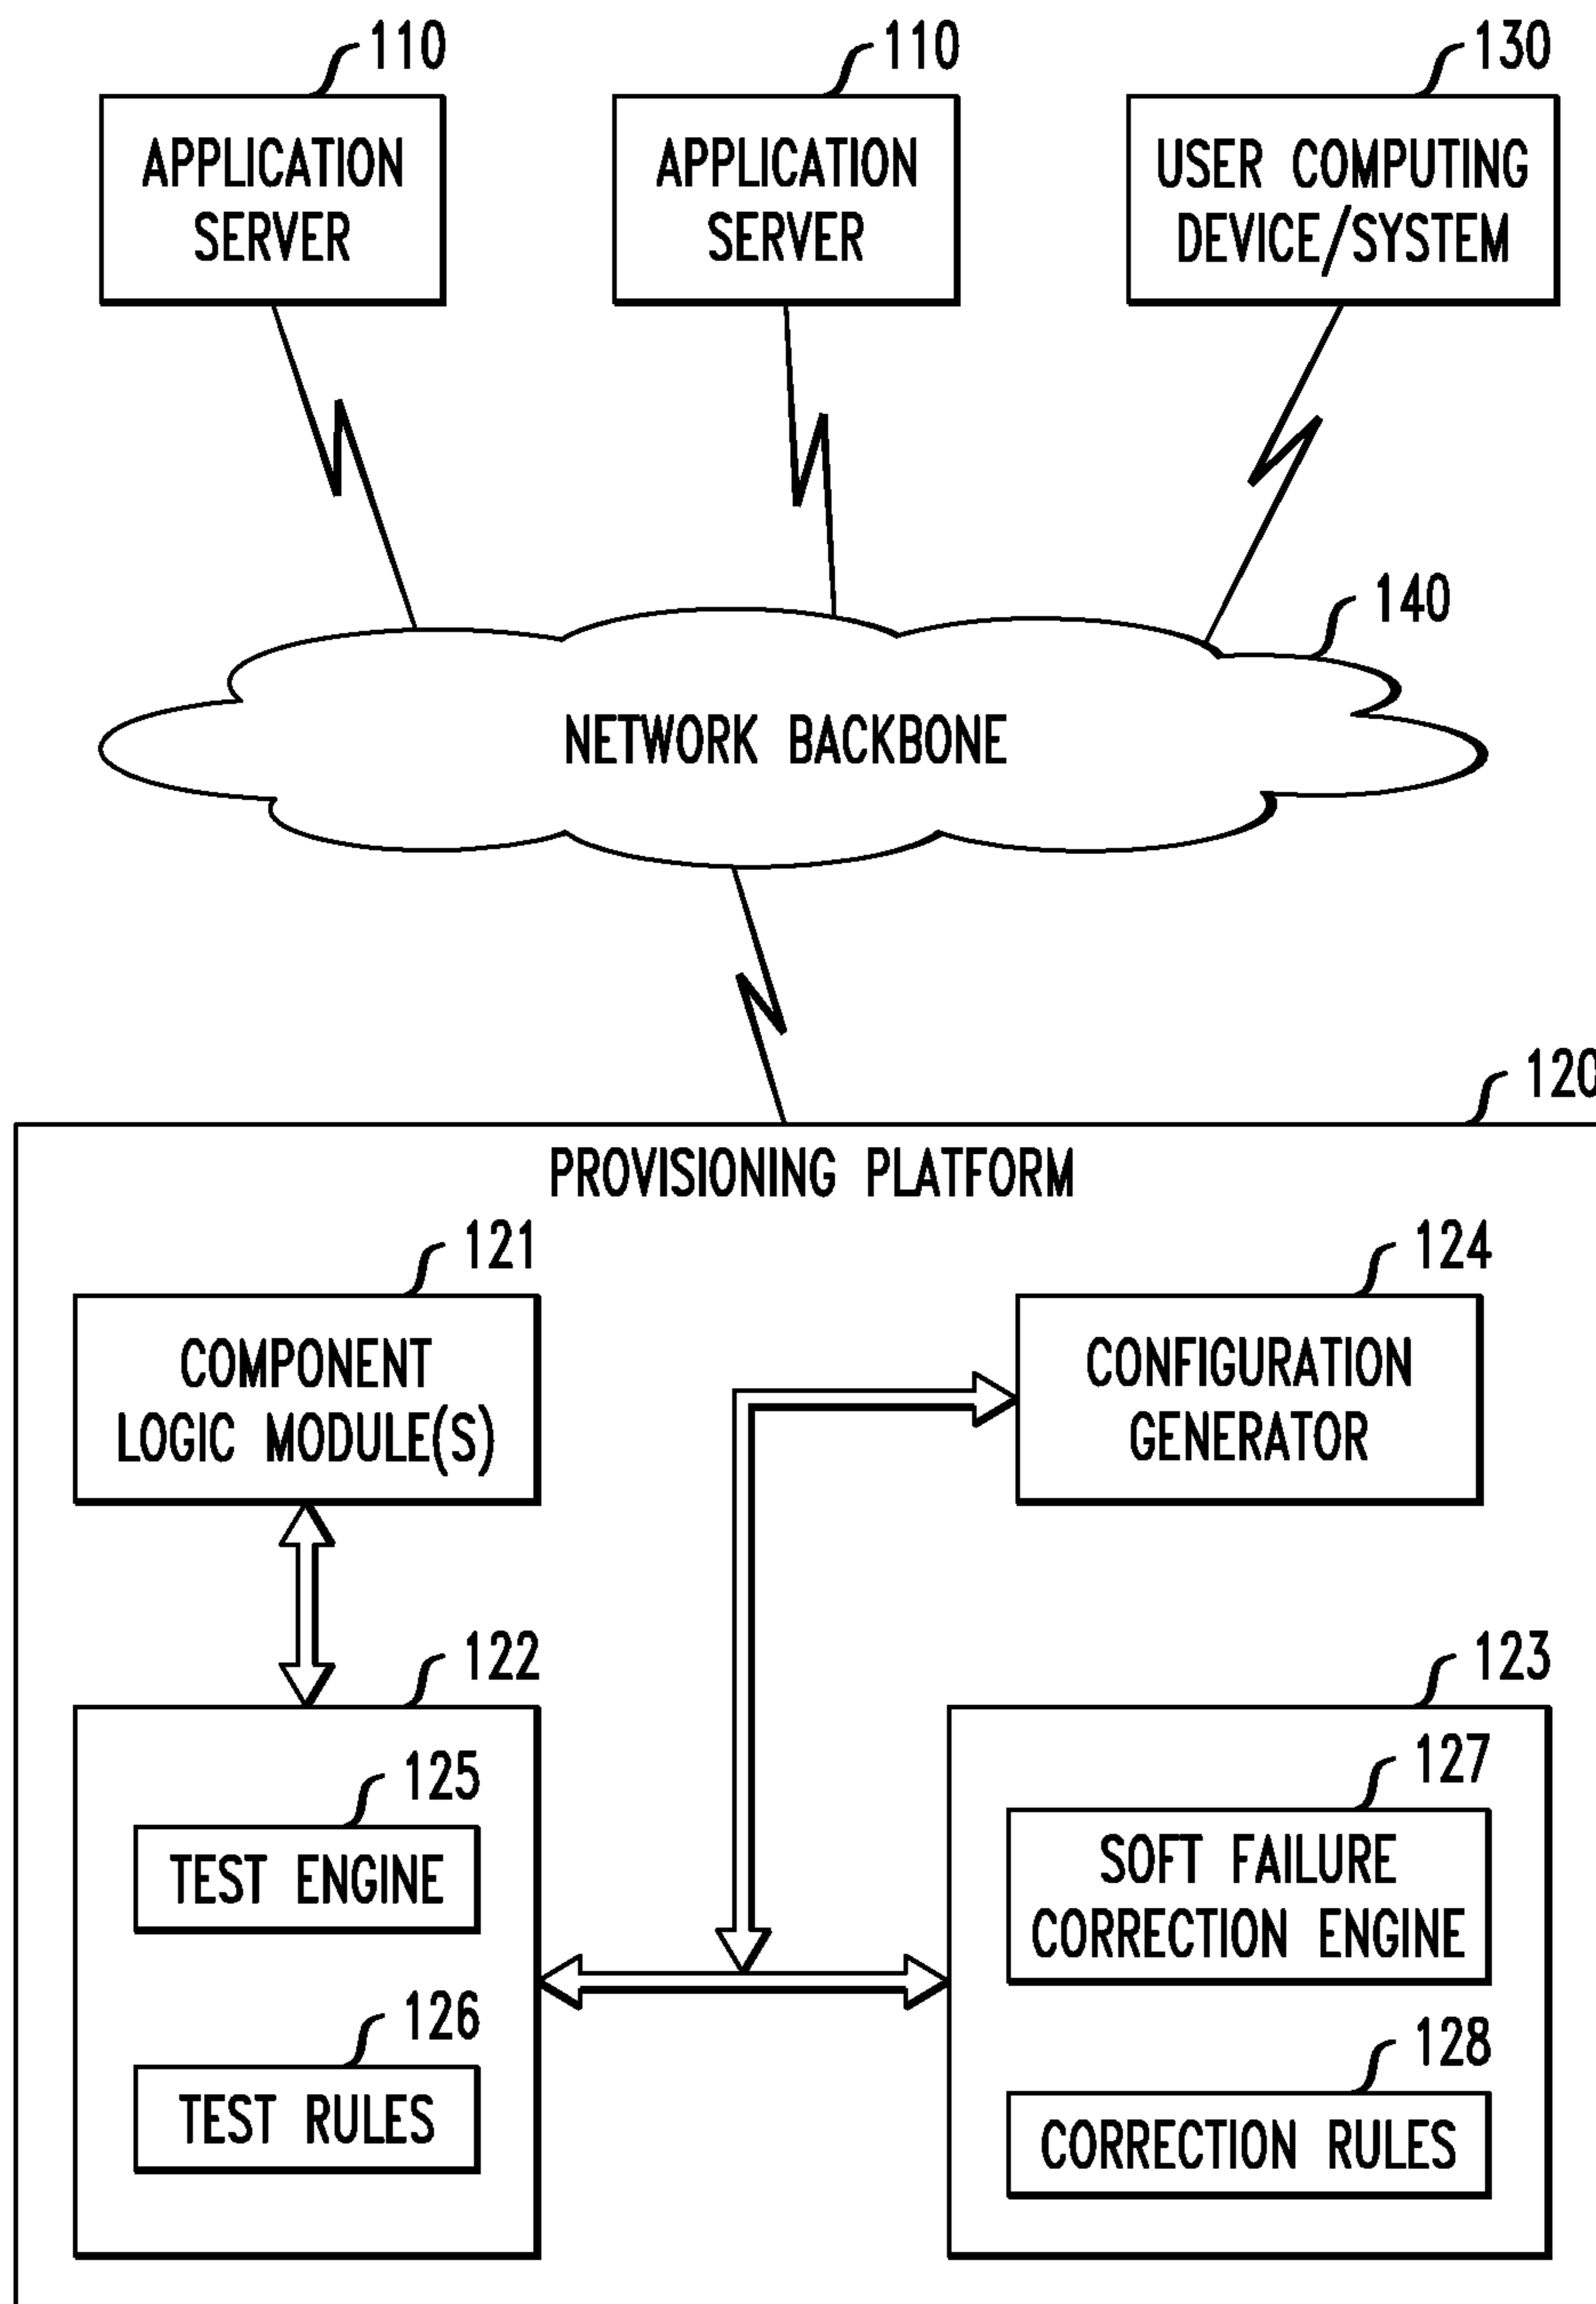 110
110
130
APPLICATION
SERVER
APPLICATION
SERVER
USER COMPUTING
DEVICE/SYSTEM
140
NETWORK BACKBONE
120
PROVISIONING PLATFORM
121
124
COMPONENT
LOGIC MODULE(S)
CONFIGURATION
GENERATOR
122
123
125
TEST ENGINE
126
TEST RULES
127
SOFT FAILURE
CORRECTION ENGINE
128
CORRECTION RULES